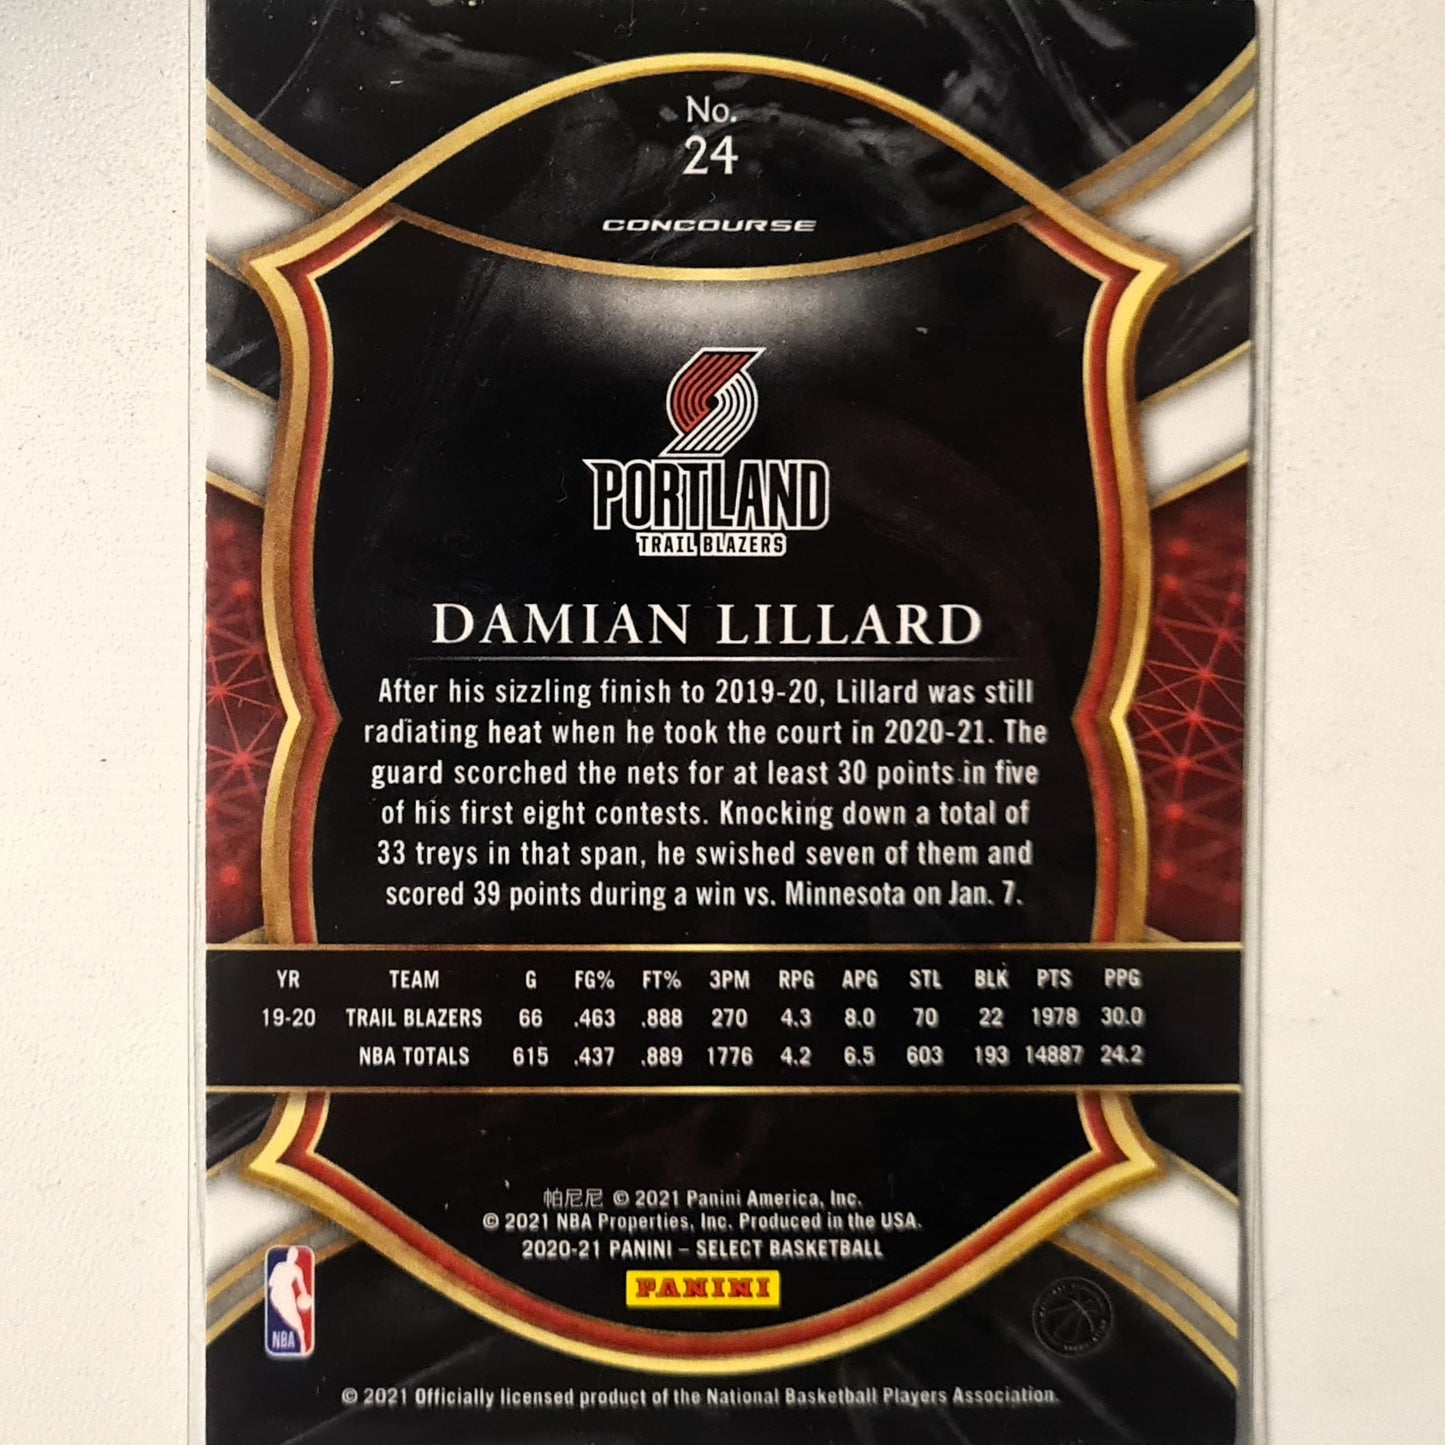 No.
24
CONCOURSE
PORTLAND
TRAIL BLAZERS
DAMIAN LILLARD
After his sizzling finish to 2019-20, Lillard was still
radiating heat when he took the court in 2020-21. The
guard scorched the nets for at least 30 points in five
of his first eight contests. Knocking down a total of
33 treys in that span, he swished seven of them and
scored 39 points during a win vs. Minnesota on Jan. 7.
YR TEAM G FG% FT% 3PM RPG APG STL BLK PTS PPG
19-20 TRAIL BLAZERS 66 .463 .888 270 4.3 8.0 70 22 1978 30.0
NBA TOTALS 615 .437 .889 1776 4.2 6.5 603 193 14887 24.2
帕尼尼 © 2021 Panini America, Inc.
© 2021 NBA Properties, Inc. Produced in the USA.
2020-21 PANINI – SELECT BASKETBALL
PANINI
NBA
© 2021 Officially licensed product of the National Basketball Players Association.